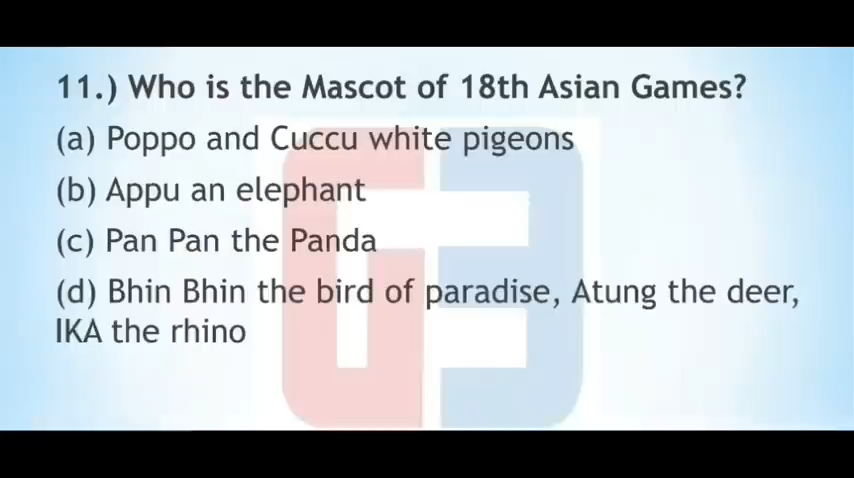 11.) Who is the Mascot of 18th Asian Games?
(a) Poppo and Cuccu white pigeons
(b) Appu an elephant
(c) Pan Pan the Panda
(d) Bhin Bhin the bird of paradise, Atung the deer,
IKA the rhino